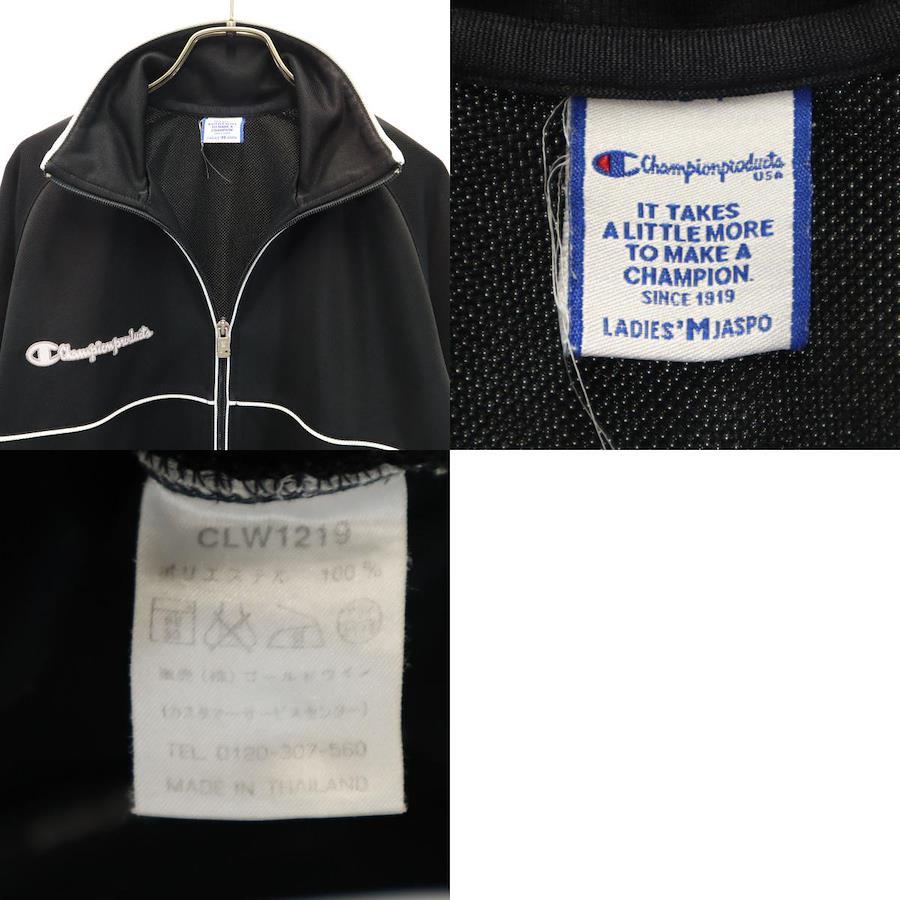 Championproducts
Championproducts
USA
IT TAKES
A LITTLE MORE
TO MAKE A
CHAMPION.
SINCE 1919
LADIES' M JASPO
CLW1219
ポリエステル 100%
販売 (株) ゴールドウイン
(カスタマーサービスセンター)
TEL 0120-307-560
MADE IN THAILAND